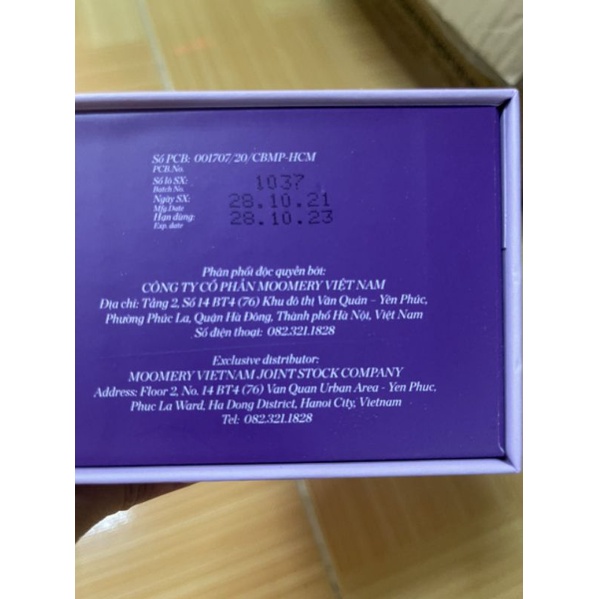 Số PCB: 001707/20/CBMP-HCM
PCB.No.
Số lô SX: 1037
Batch No.
Ngày SX: 28.10.21
Mfg.Date
Hạn dùng: 28.10.23
Exp. date
Phân phối độc quyền bởi:
CÔNG TY CỔ PHẦN MOOMERY VIỆT NAM
Địa chỉ: Tầng 2, Số 14 BT4 (76) Khu đô thị Văn Quán - Yên Phúc,
Phường Phúc La, Quận Hà Đông, Thành phố Hà Nội, Việt Nam
Số điện thoại: 082.321.1828
Exclusive distributor:
MOOMERY VIETNAM JOINT STOCK COMPANY
Address: Floor 2, No. 14 BT4 (76) Van Quan Urban Area - Yen Phuc,
Phuc La Ward, Ha Dong District, Hanoi City, Vietnam
Tel: 082.321.1828